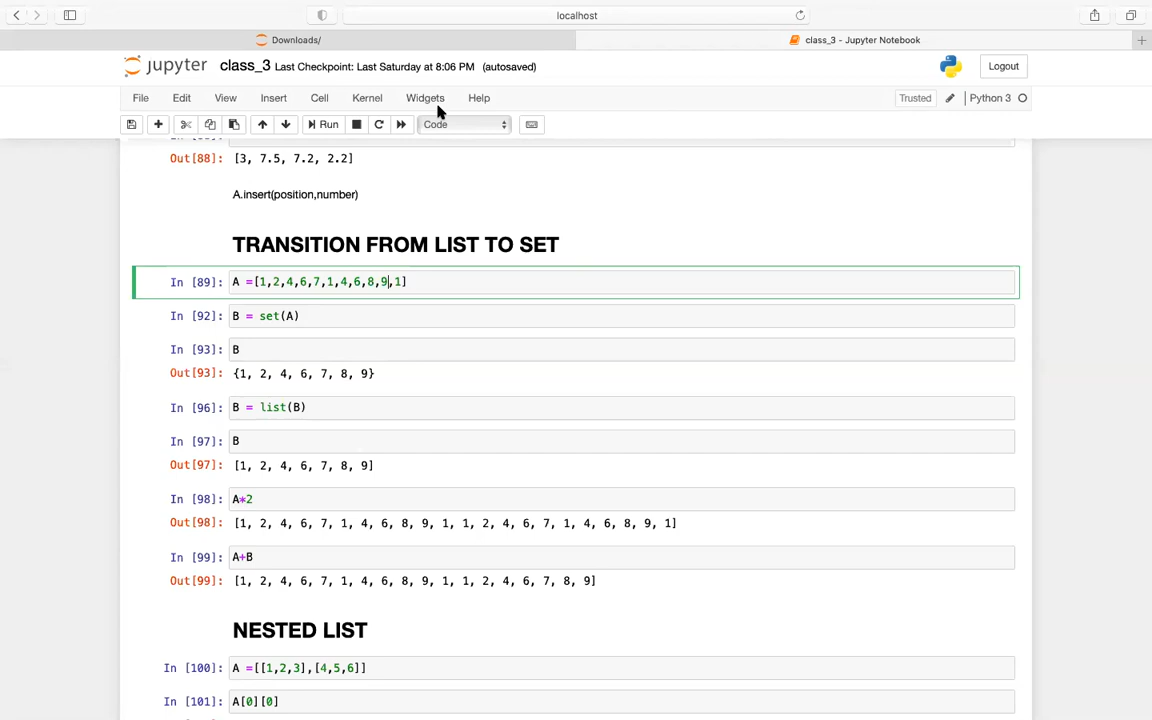 localhost
Downloads/
class_3 - Jupyter Notebook
jupyter class_3 Last Checkpoint: Last Saturday at 8:06 PM (autosaved)
Logout
File Edit View Insert Cell Kernel Widgets Help
Trusted Python 3
Run Code
Out[88]: [3, 7.5, 7.2, 2.2]
A.insert(position,number)
TRANSITION FROM LIST TO SET
In [89]: A =[1,2,4,6,7,1,4,6,8,9,1]
In [92]: B = set(A)
In [93]: B
Out[93]: {1, 2, 4, 6, 7, 8, 9}
In [96]: B = list(B)
In [97]: B
Out[97]: [1, 2, 4, 6, 7, 8, 9]
In [98]: A*2
Out[98]: [1, 2, 4, 6, 7, 1, 4, 6, 8, 9, 1, 1, 2, 4, 6, 7, 1, 4, 6, 8, 9, 1]
In [99]: A+B
Out[99]: [1, 2, 4, 6, 7, 1, 4, 6, 8, 9, 1, 1, 2, 4, 6, 7, 8, 9]
NESTED LIST
In [100]: A =[[1,2,3],[4,5,6]]
In [101]: A[0][0]